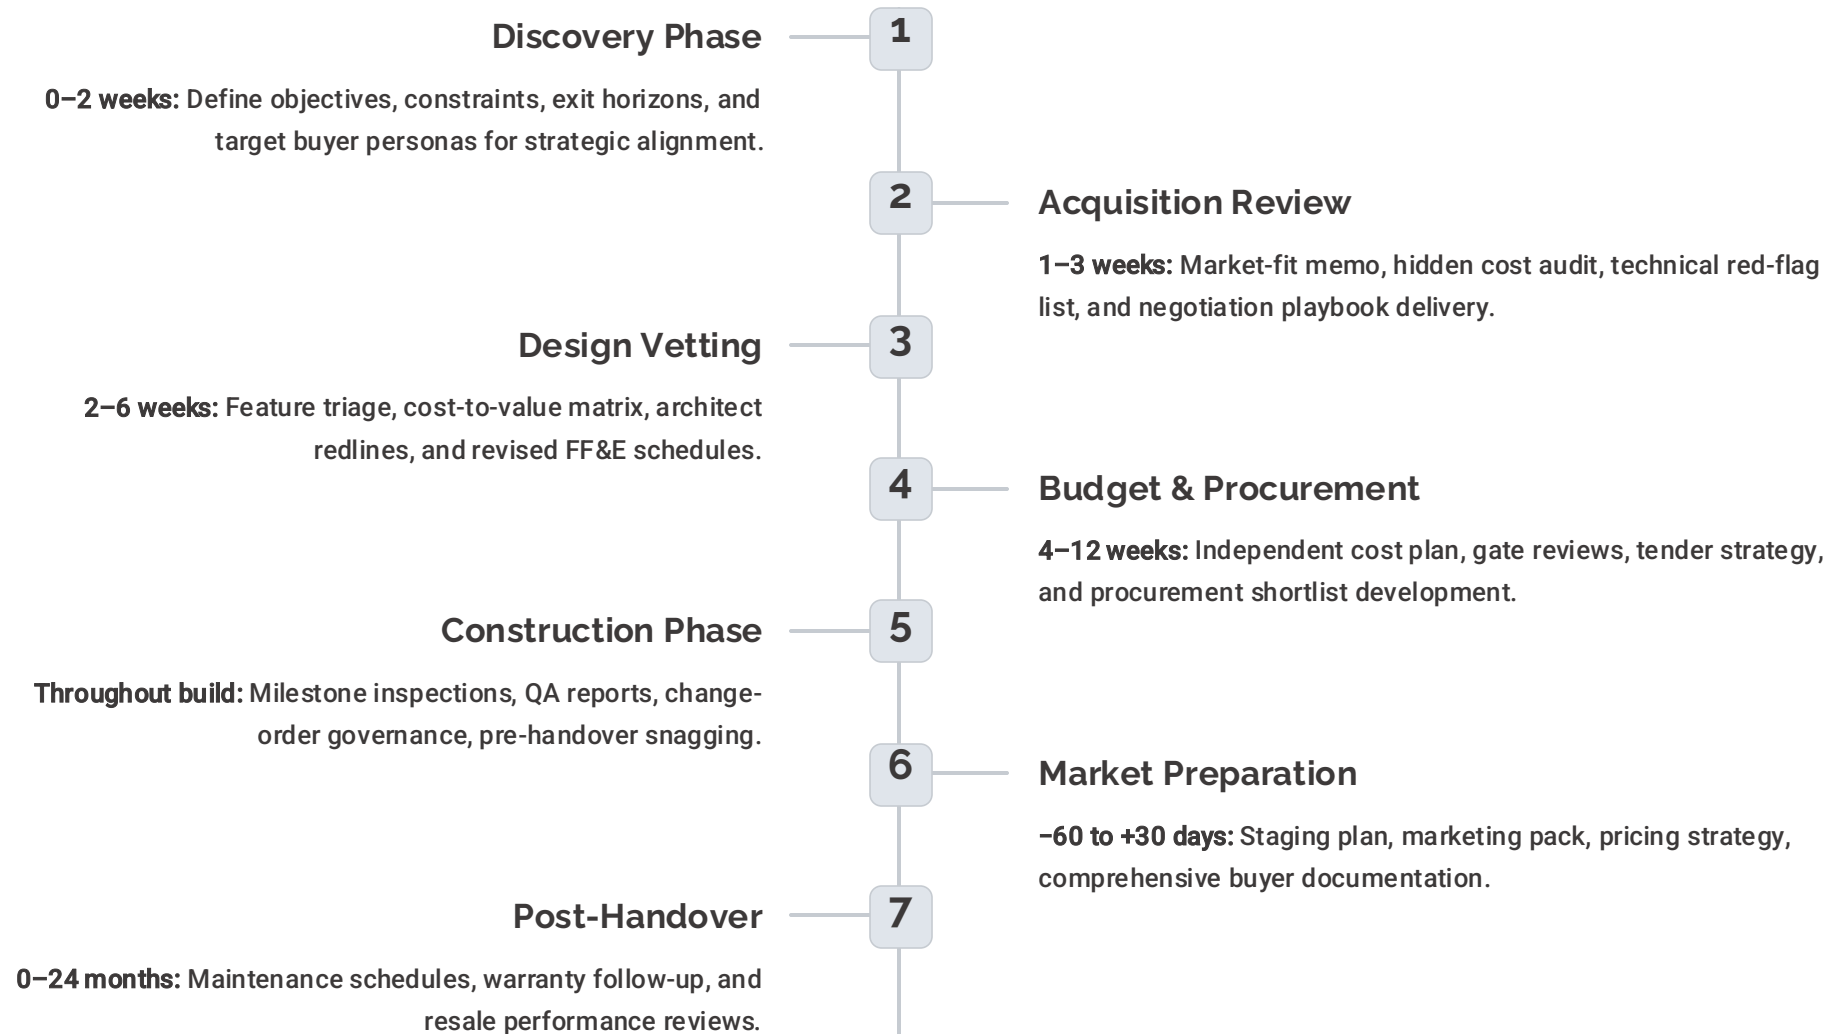 Discovery Phase
1
0–2 weeks: Define objectives, constraints, exit horizons, and
target buyer personas for strategic alignment.
2
Acquisition Review
1–3 weeks: Market-fit memo, hidden cost audit, technical red-flag
list, and negotiation playbook delivery.
Design Vetting
3
2–6 weeks: Feature triage, cost-to-value matrix, architect
redlines, and revised FF&E schedules.
4
Budget & Procurement
4–12 weeks: Independent cost plan, gate reviews, tender strategy,
and procurement shortlist development.
Construction Phase
5
Throughout build: Milestone inspections, QA reports, change-
order governance, pre-handover snagging.
6
Market Preparation
−60 to +30 days: Staging plan, marketing pack, pricing strategy,
comprehensive buyer documentation.
Post-Handover
7
0–24 months: Maintenance schedules, warranty follow-up, and
resale performance reviews.